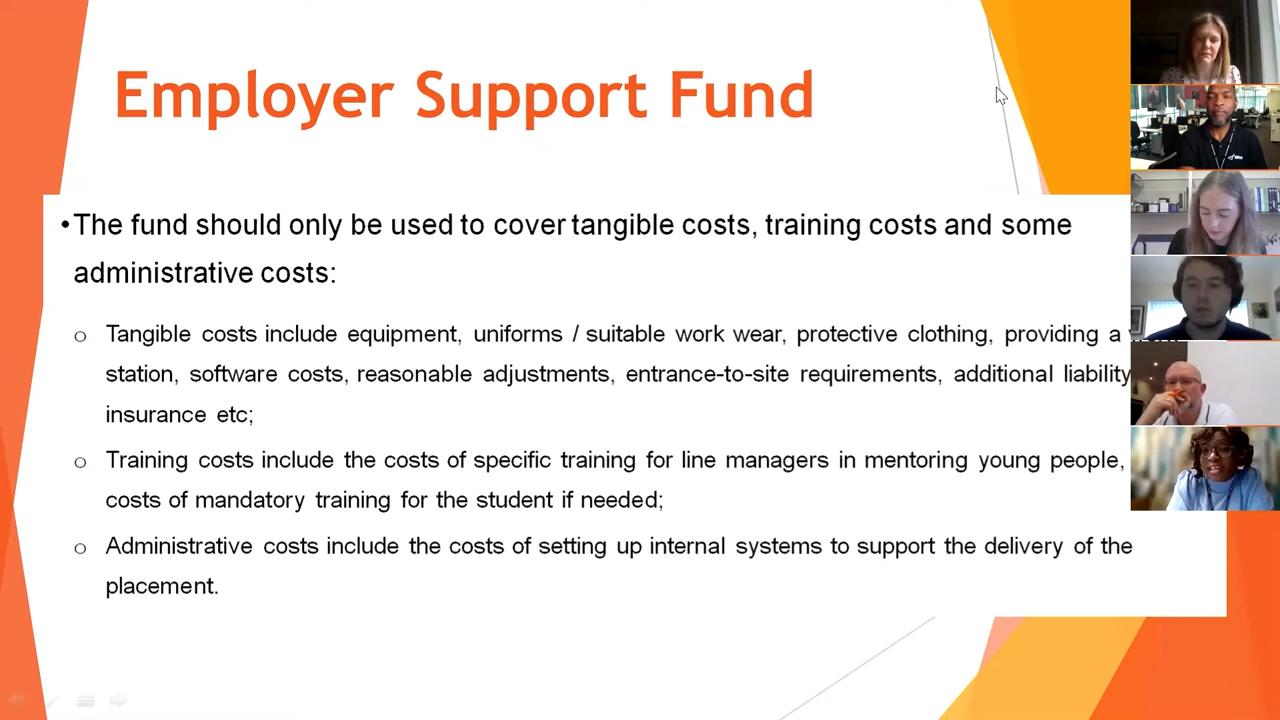 Employer Support Fund
•The fund should only be used to cover tangible costs, training costs and some
administrative costs:
o Tangible costs include equipment, uniforms / suitable work wear, protective clothing, providing a
station, software costs, reasonable adjustments, entrance-to-site requirements, additional liability
insurance etc;
o Training costs include the costs of specific training for line managers in mentoring young people,
costs of mandatory training for the student if needed;
o Administrative costs include the costs of setting up internal systems to support the delivery of the
placement.